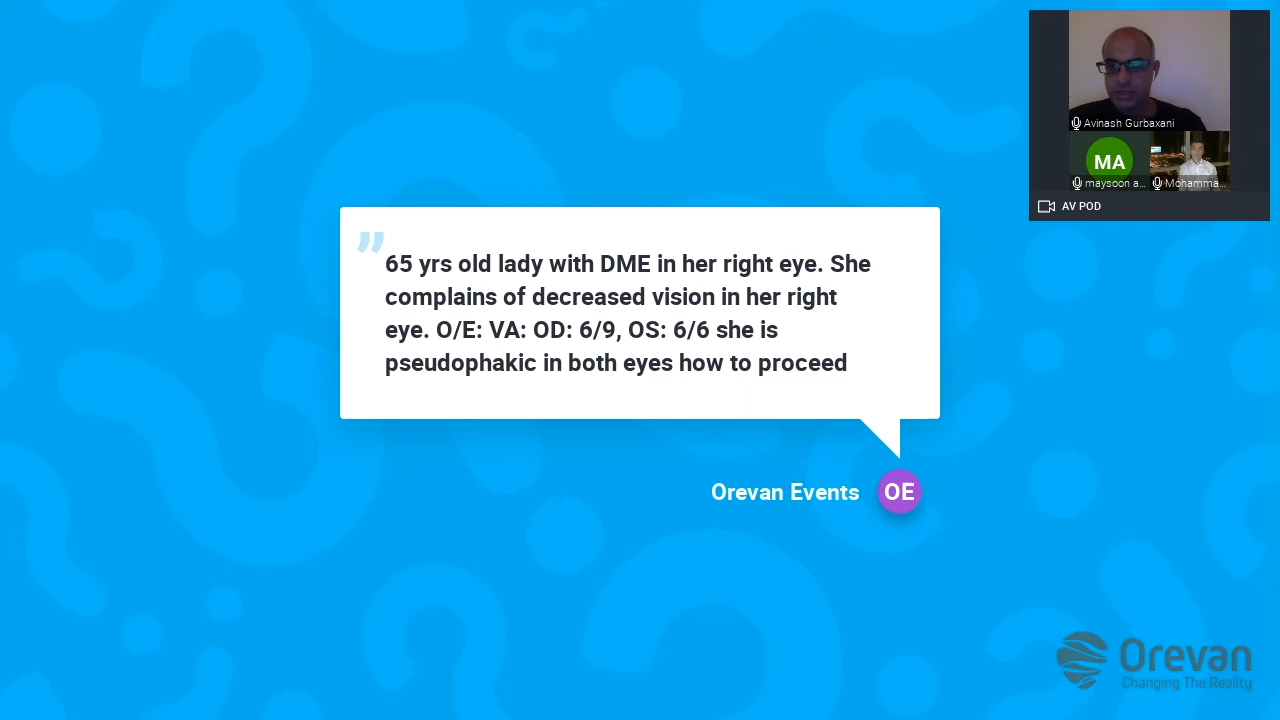 Avinash Gurbaxani
MA
maysoon a...
Mohamma...
AV POD
"
65 yrs old lady with DME in her right eye. She
complains of decreased vision in her right
eye. O/E: VA: OD: 6/9, OS: 6/6 she is
pseudophakic in both eyes how to proceed
Orevan Events
OE
Orevan
Changing The Reality